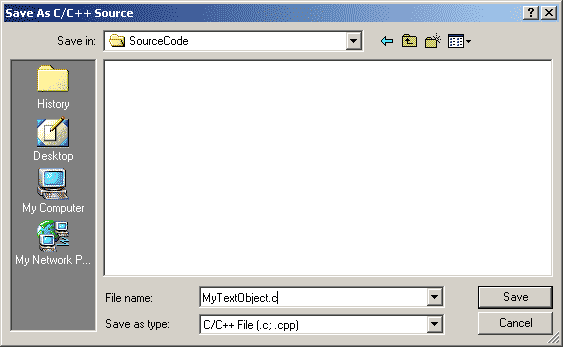 Save As C/C++ Source
Save in: SourceCode
History
Desktop
My Computer
My Network P...
File name: MyTextObject.c Save
Save as type: C/C++ File (.c; .cpp) Cancel